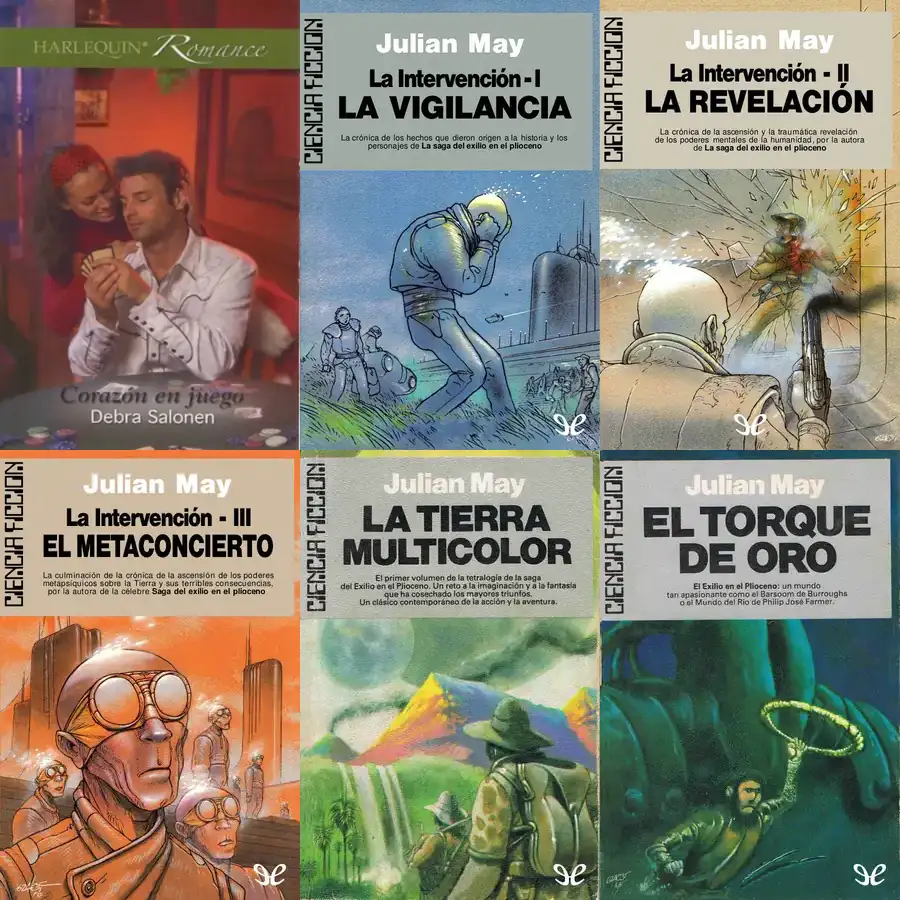 HARLEQUIN® Romance
Corazón en juego
Debra Salonen
CIENCIA FICCION
Julian May
La Intervención - I
LA VIGILANCIA
La crónica de los hechos que dieron origen a la historia y los
personajes de La saga del exilio en el plioceno
CIENCIA FICCION
Julian May
La Intervención - II
LA REVELACIÓN
La crónica de la ascensión y la traumática revelación
de los poderes mentales de la humanidad, por la autora
de La saga del exilio en el plioceno
CIENCIA FICCION
Julian May
La Intervención - III
EL METACONCIERTO
La culminación de la crónica de la ascensión de los poderes
metapsíquicos sobre la Tierra y sus terribles consecuencias,
por la autora de la célebre Saga del exilio en el plioceno
CIENCIA FICCION
Julian May
LA TIERRA
MULTICOLOR
El primer volumen de la tetralogía de la saga
del Exilio en el Plioceno. Un reto a la imaginación y a la fantasía
que ha cosechado los mayores triunfos.
Un clásico contemporáneo de la acción y la aventura.
CIENCIA FICCION
Julian May
EL TORQUE
DE ORO
El Exilio en el Plioceno: un mundo
tan apasionante como el Barsoom de Burroughs
o el Mundo del Río de Philip José Farmer.